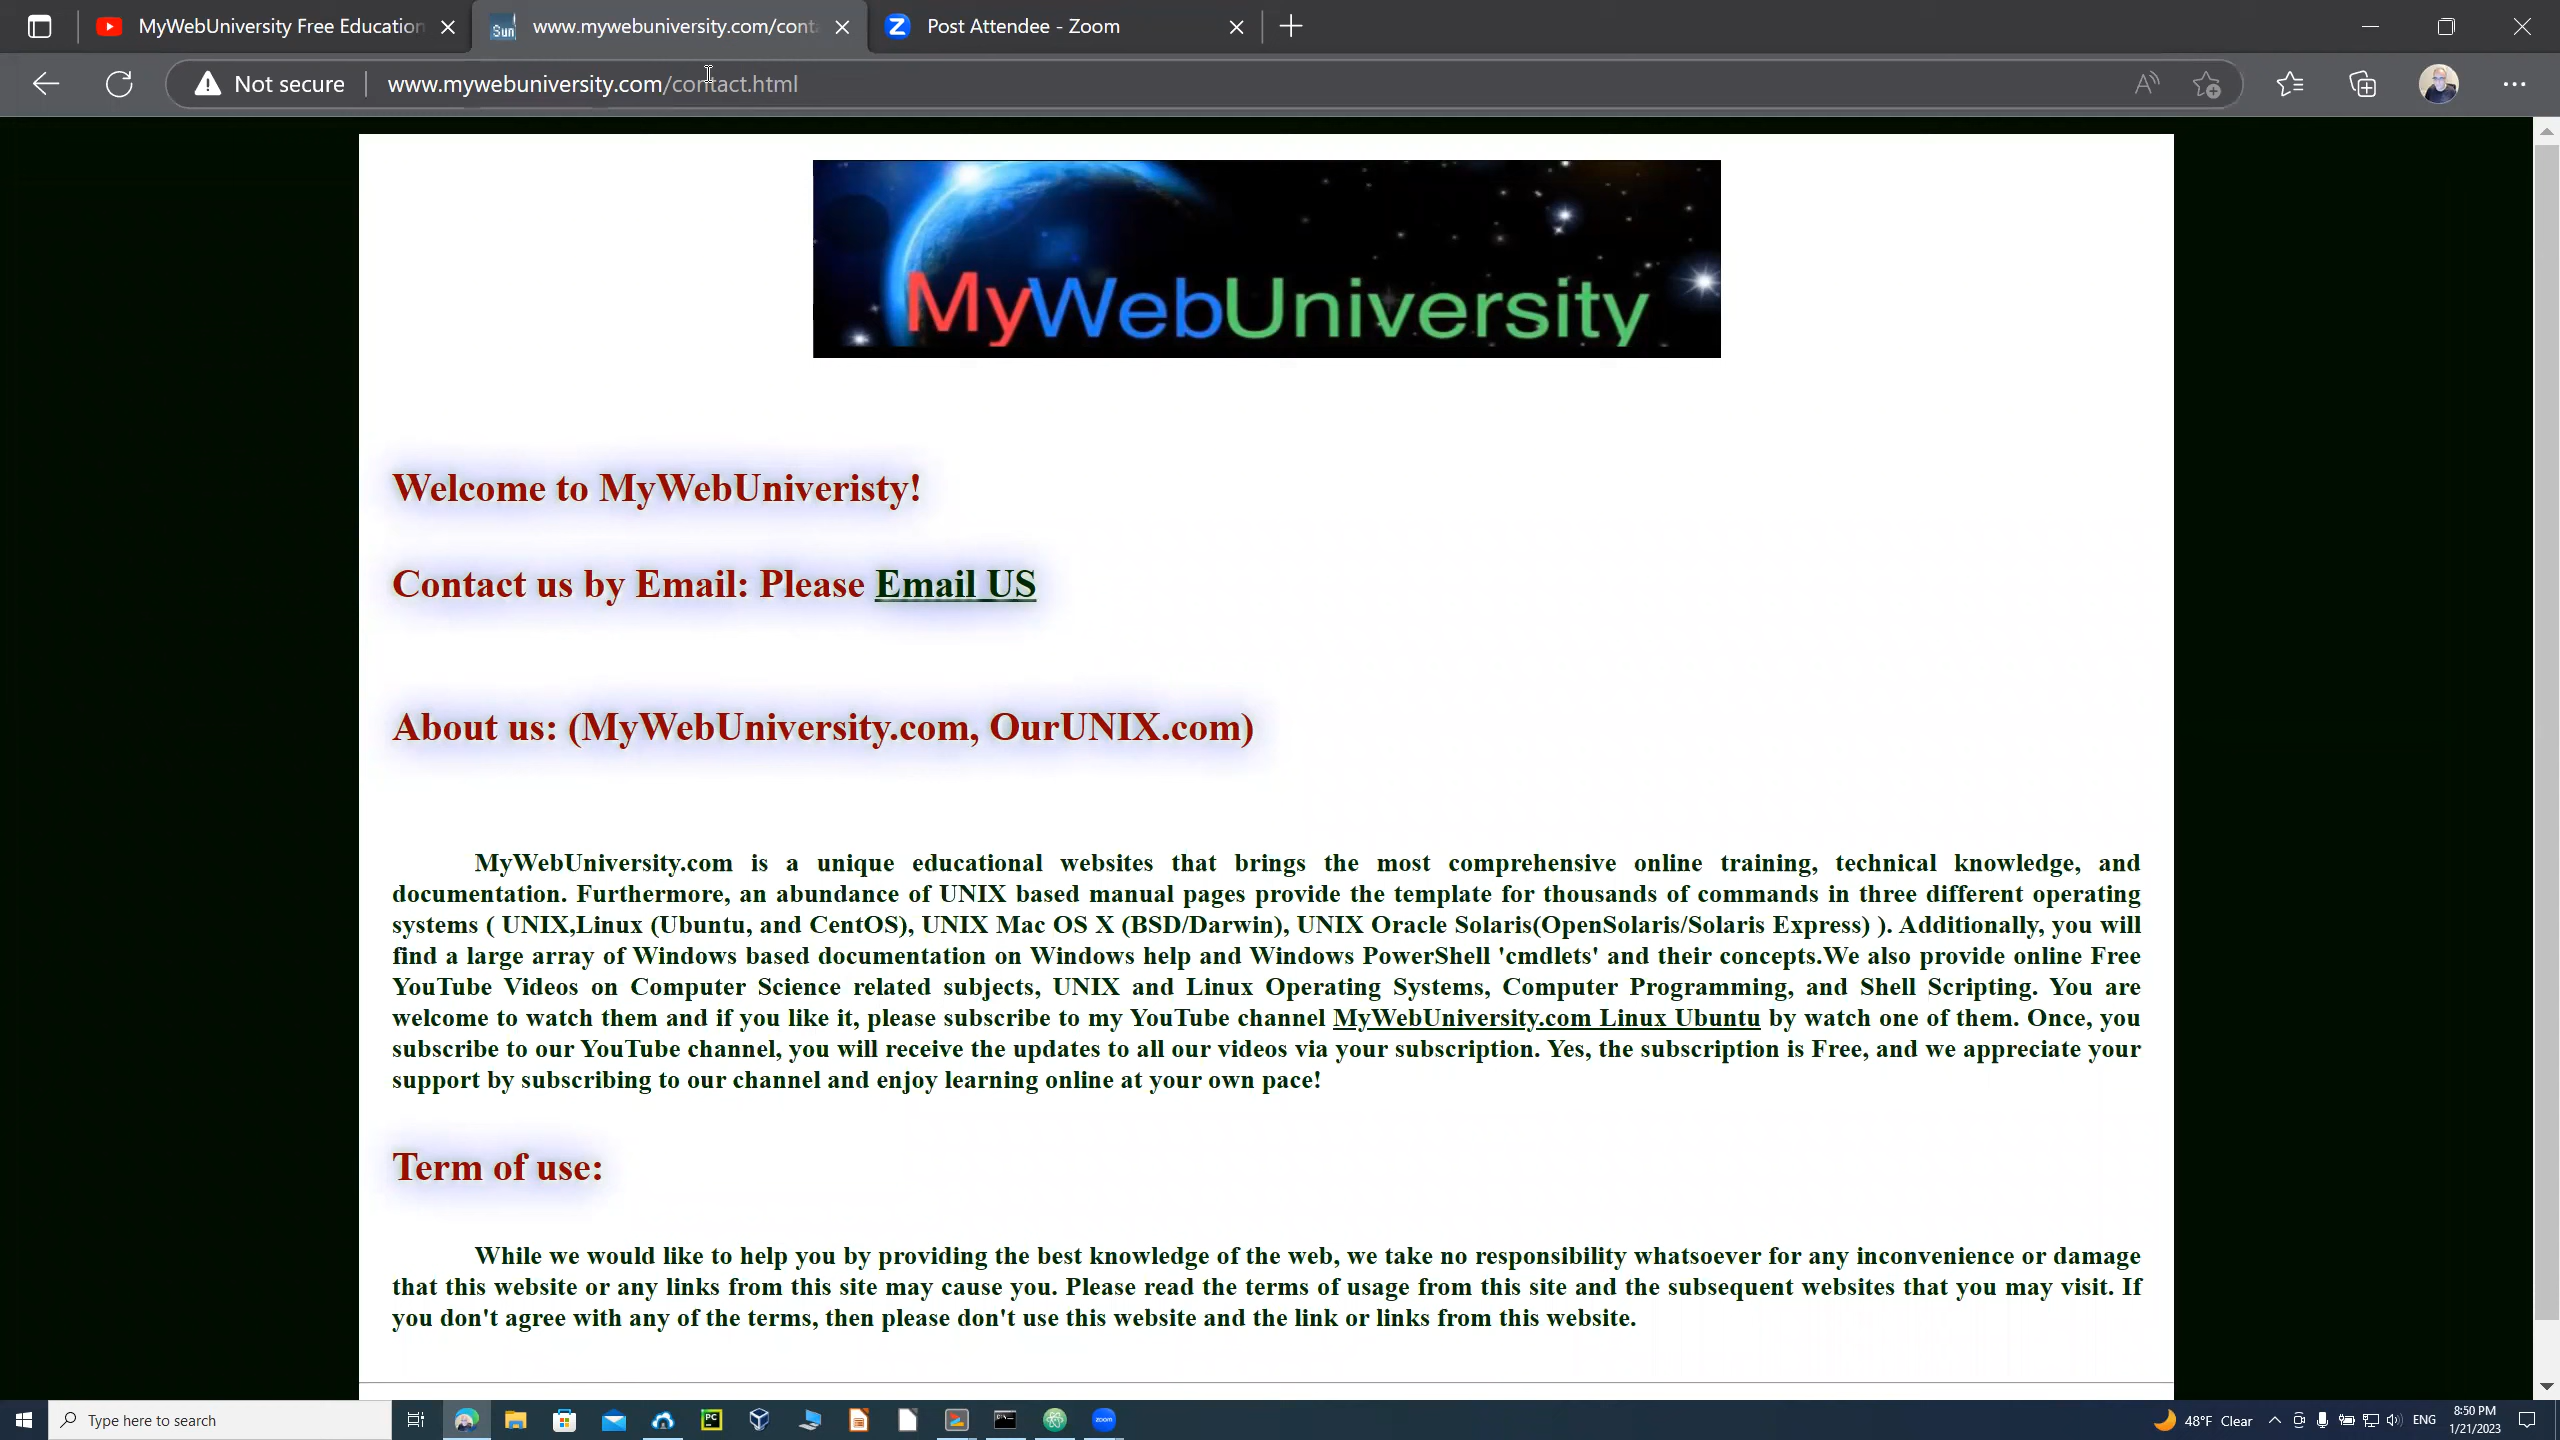 MyWebUniversity Free Education
www.mywebuniversity.com/conta
Post Attendee - Zoom
Not secure
www.mywebuniversity.com/contact.html
MyWebUniversity
Welcome to MyWebUniveristy!
Contact us by Email: Please Email US
About us: (MyWebUniversity.com, OurUNIX.com)
MyWebUniversity.com is a unique educational websites that brings the most comprehensive online training, technical knowledge, and
documentation. Furthermore, an abundance of UNIX based manual pages provide the template for thousands of commands in three different operating
systems ( UNIX,Linux (Ubuntu, and CentOS), UNIX Mac OS X (BSD/Darwin), UNIX Oracle Solaris(OpenSolaris/Solaris Express) ). Additionally, you will
find a large array of Windows based documentation on Windows help and Windows PowerShell 'cmdlets' and their concepts.We also provide online Free
YouTube Videos on Computer Science related subjects, UNIX and Linux Operating Systems, Computer Programming, and Shell Scripting. You are
welcome to watch them and if you like it, please subscribe to my YouTube channel MyWebUniversity.com Linux Ubuntu by watch one of them. Once, you
subscribe to our YouTube channel, you will receive the updates to all our videos via your subscription. Yes, the subscription is Free, and we appreciate your
support by subscribing to our channel and enjoy learning online at your own pace!
Term of use:
While we would like to help you by providing the best knowledge of the web, we take no responsibility whatsoever for any inconvenience or damage
that this website or any links from this site may cause you. Please read the terms of usage from this site and the subsequent websites that you may visit. If
you don't agree with any of the terms, then please don't use this website and the link or links from this website.
Type here to search
48°F Clear
ENG
8:50 PM
1/21/2023